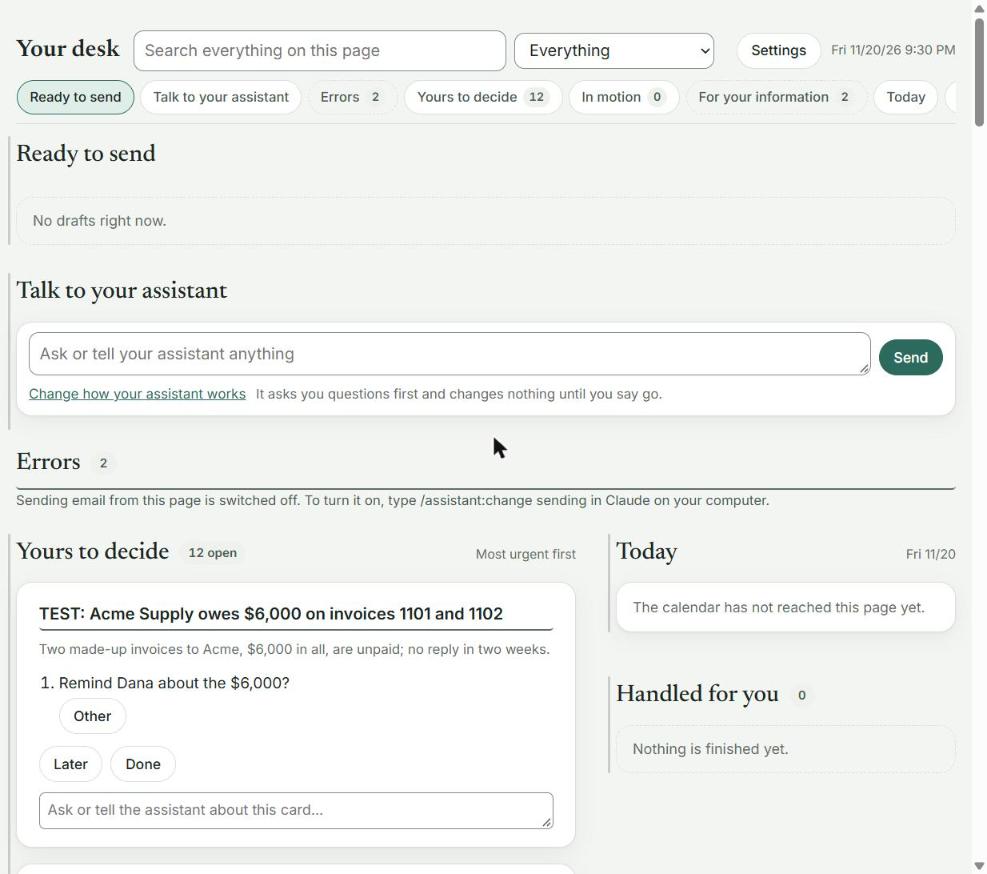 Your desk
Search everything on this page
Everything
Settings
Fri 11/20/26 9:30 PM
Ready to send
Talk to your assistant
Errors 2
Yours to decide 12
In motion 0
For your information 2
Today
Ready to send
No drafts right now.
Talk to your assistant
Ask or tell your assistant anything
Send
Change how your assistant works It asks you questions first and changes nothing until you say go.
Errors 2
Sending email from this page is switched off. To turn it on, type /assistant:change sending in Claude on your computer.
Yours to decide 12 open
Most urgent first
TEST: Acme Supply owes $6,000 on invoices 1101 and 1102
Two made-up invoices to Acme, $6,000 in all, are unpaid; no reply in two weeks.
1. Remind Dana about the $6,000?
Other
Later
Done
Ask or tell the assistant about this card...
Today
Fri 11/20
The calendar has not reached this page yet.
Handled for you 0
Nothing is finished yet.